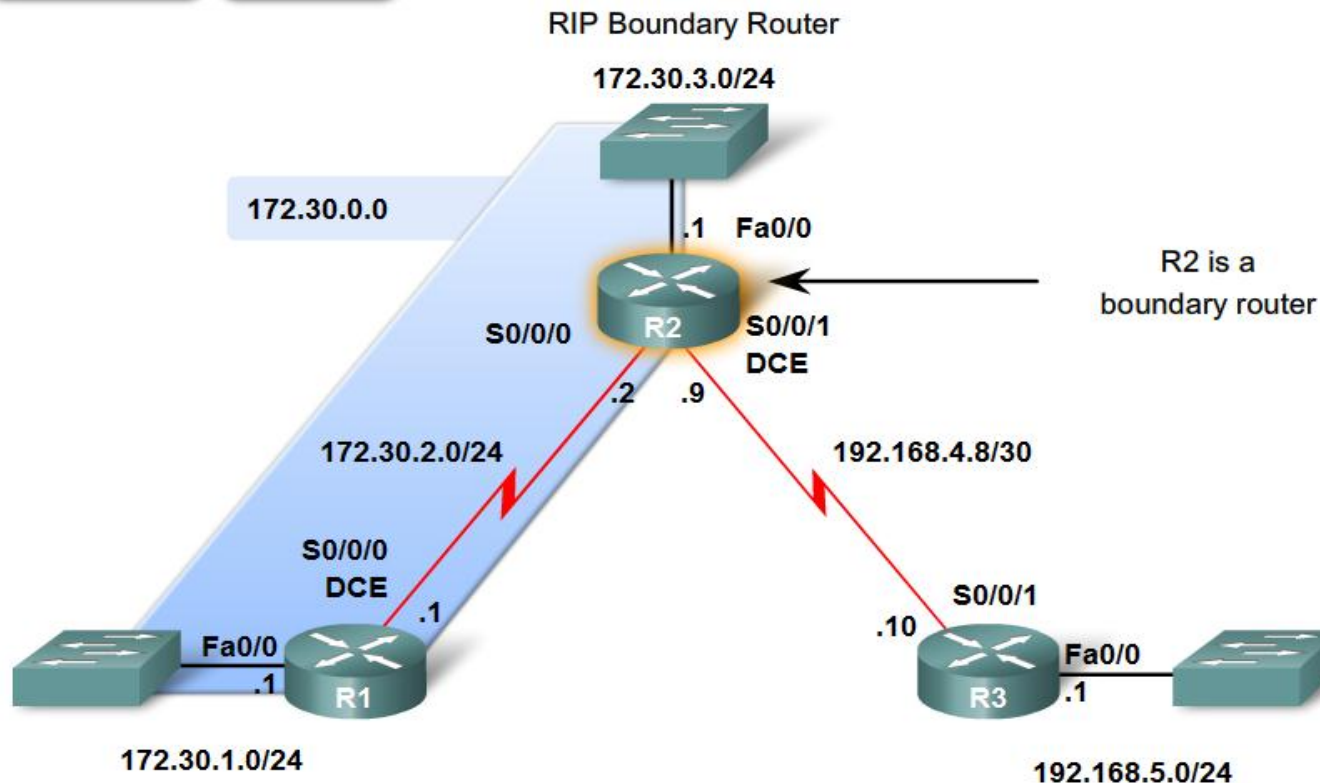 RIP Boundary Router
172.30.3.0/24
172.30.0.0
.1 Fa0/0
R2 is a
boundary router
S0/0/0
R2
S0/0/1
DCE
.2 .9
172.30.2.0/24
192.168.4.8/30
S0/0/0
DCE
.1
S0/0/1
.10
Fa0/0
.1
R1
R3
Fa0/0
.1
172.30.1.0/24
192.168.5.0/24